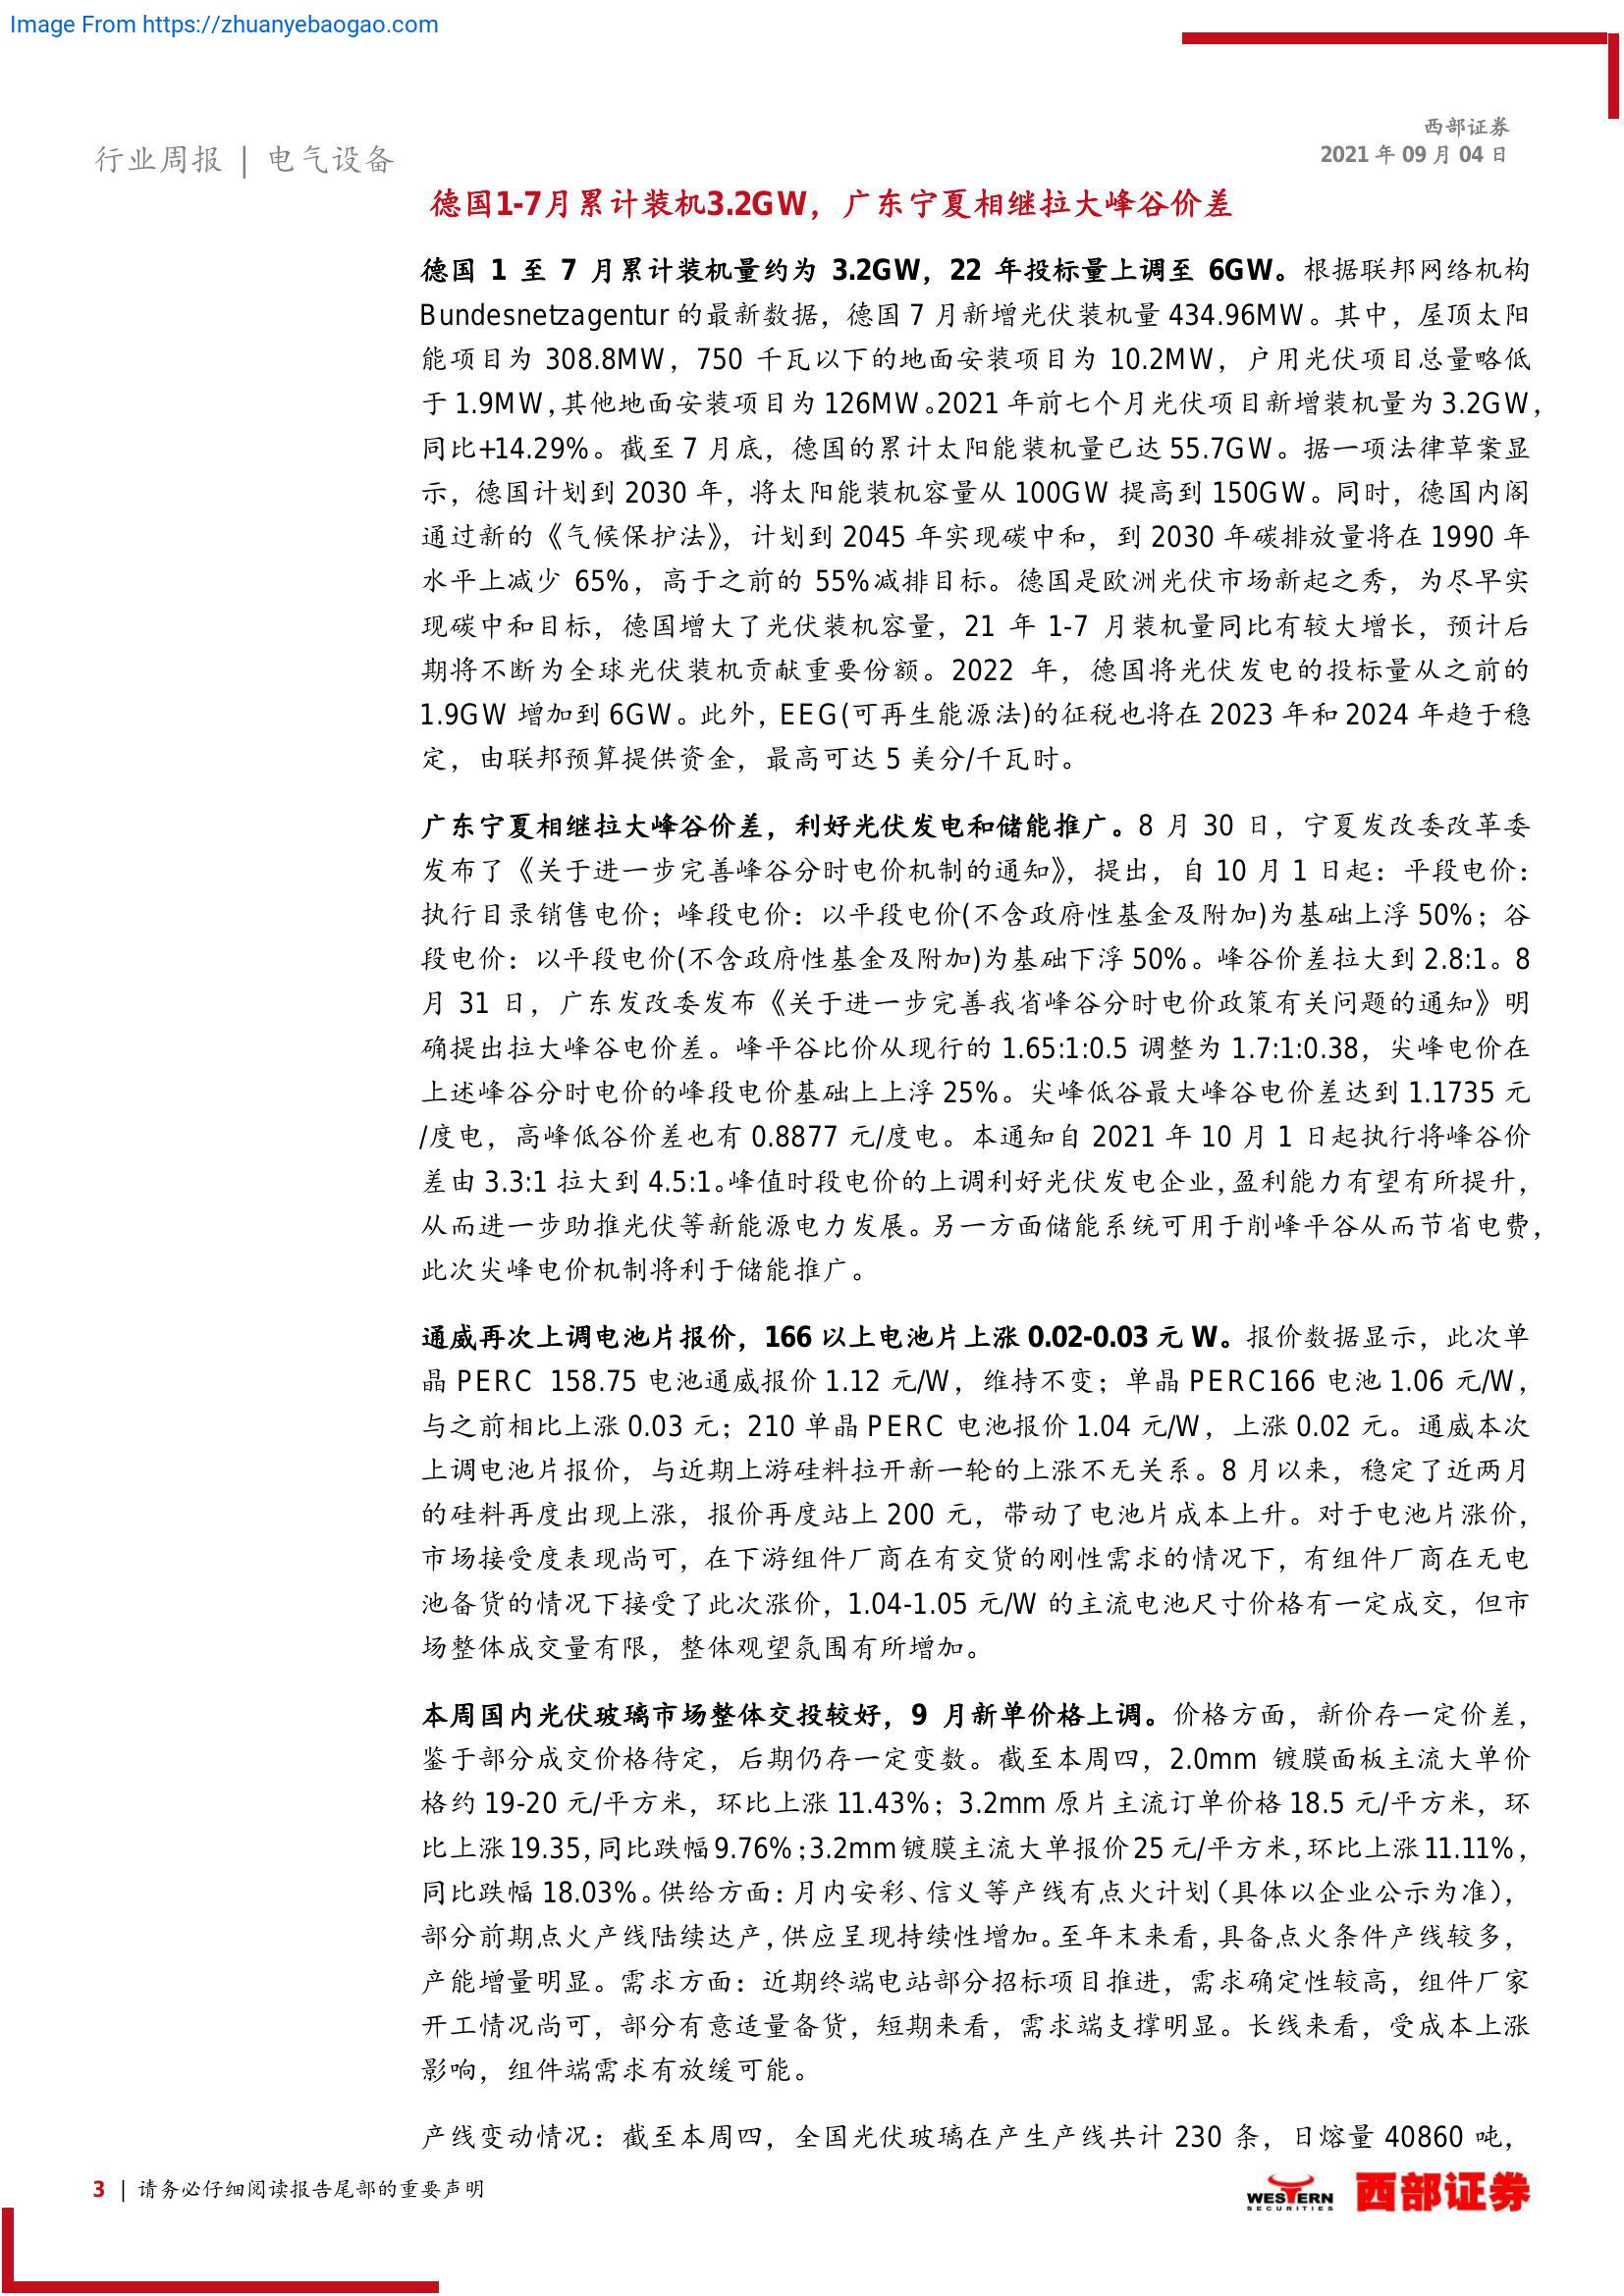 Image From https://zhuanyebaogao.com
西部证券
行业周报 | 电气设备
2021 年 09 月 04 日
德国1-7月累计装机3.2GW，广东宁夏相继拉大峰谷价差
德国 1 至 7 月累计装机量约为 3.2GW，22 年投标量上调至 6GW。根据联邦网络机构
Bundesnetzagentur 的最新数据，德国 7 月新增光伏装机量 434.96MW。其中，屋顶太阳
能项目为 308.8MW，750 千瓦以下的地面安装项目为 10.2MW，户用光伏项目总量略低
于 1.9MW，其他地面安装项目为 126MW。2021 年前七个月光伏项目新增装机量为 3.2GW，
同比+14.29%。截至 7 月底，德国的累计太阳能装机量已达 55.7GW。据一项法律草案显
示，德国计划到 2030 年，将太阳能装机容量从 100GW 提高到 150GW。同时，德国内阁
通过新的《气候保护法》，计划到 2045 年实现碳中和，到 2030 年碳排放量将在 1990 年
水平上减少 65%，高于之前的 55%减排目标。德国是欧洲光伏市场新起之秀，为尽早实
现碳中和目标，德国增大了光伏装机容量，21 年 1-7 月装机量同比有较大增长，预计后
期将不断为全球光伏装机贡献重要份额。2022 年，德国将光伏发电的投标量从之前的
1.9GW 增加到 6GW。此外，EEG(可再生能源法)的征税也将在 2023 年和 2024 年趋于稳
定，由联邦预算提供资金，最高可达 5 美分/千瓦时。
广东宁夏相继拉大峰谷价差，利好光伏发电和储能推广。8 月 30 日，宁夏发改委改革委
发布了《关于进一步完善峰谷分时电价机制的通知》，提出，自 10 月 1 日起：平段电价：
执行目录销售电价；峰段电价：以平段电价(不含政府性基金及附加)为基础上浮 50%；谷
段电价：以平段电价(不含政府性基金及附加)为基础下浮 50%。峰谷价差拉大到 2.8:1。8
月 31 日，广东发改委发布《关于进一步完善我省峰谷分时电价政策有关问题的通知》明
确提出拉大峰谷电价差。峰平谷比价从现行的 1.65:1:0.5 调整为 1.7:1:0.38，尖峰电价在
上述峰谷分时电价的峰段电价基础上上浮 25%。尖峰低谷最大峰谷电价差达到 1.1735 元
/度电，高峰低谷价差也有 0.8877 元/度电。本通知自 2021 年 10 月 1 日起执行将峰谷价
差由 3.3:1 拉大到 4.5:1。峰值时段电价的上调利好光伏发电企业，盈利能力有望有所提升，
从而进一步助推光伏等新能源电力发展。另一方面储能系统可用于削峰平谷从而节省电费，
此次尖峰电价机制将利于储能推广。
通威再次上调电池片报价，166 以上电池片上涨 0.02-0.03 元 W。报价数据显示，此次单
晶 PERC 158.75 电池通威报价 1.12 元/W，维持不变；单晶 PERC166 电池 1.06 元/W，
与之前相比上涨 0.03 元；210 单晶 PERC 电池报价 1.04 元/W，上涨 0.02 元。通威本次
上调电池片报价，与近期上游硅料拉开新一轮的上涨不无关系。8 月以来，稳定了近两月
的硅料再度出现上涨，报价再度站上 200 元，带动了电池片成本上升。对于电池片涨价，
市场接受度表现尚可，在下游组件厂商在有交货的刚性需求的情况下，有组件厂商在无电
池备货的情况下接受了此次涨价，1.04-1.05 元/W 的主流电池尺寸价格有一定成交，但市
场整体成交量有限，整体观望氛围有所增加。
本周国内光伏玻璃市场整体交投较好，9 月新单价格上调。价格方面，新价存一定价差，
鉴于部分成交价格待定，后期仍存一定变数。截至本周四，2.0mm 镀膜面板主流大单价
格约 19-20 元/平方米，环比上涨 11.43%；3.2mm 原片主流订单价格 18.5 元/平方米，环
比上涨 19.35，同比跌幅 9.76%；3.2mm 镀膜主流大单报价 25 元/平方米，环比上涨 11.11%，
同比跌幅 18.03%。供给方面：月内安彩、信义等产线有点火计划（具体以企业公示为准），
部分前期点火产线陆续达产，供应呈现持续性增加。至年末来看，具备点火条件产线较多，
产能增量明显。需求方面：近期终端电站部分招标项目推进，需求确定性较高，组件厂家
开工情况尚可，部分有意适量备货，短期来看，需求端支撑明显。长线来看，受成本上涨
影响，组件端需求有放缓可能。
产线变动情况：截至本周四，全国光伏玻璃在产生产线共计 230 条，日熔量 40860 吨，
3 | 请务必仔细阅读报告尾部的重要声明
WESTERN
SECURITIES
西部证券